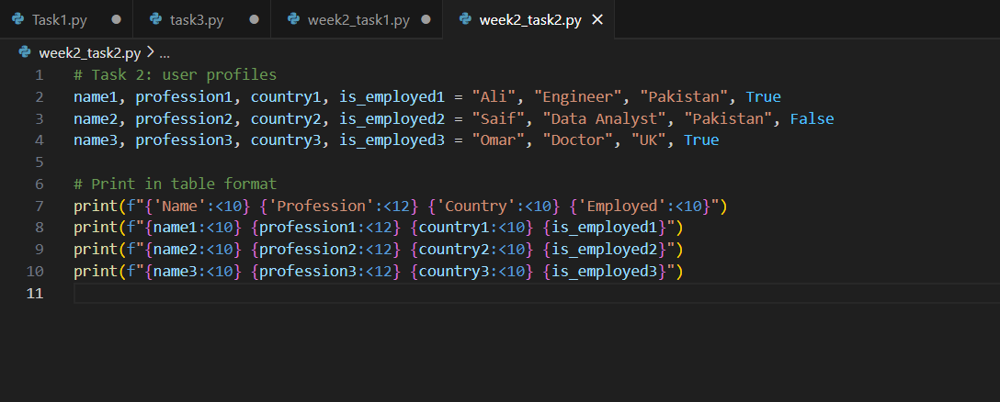 Task1.py ● task3.py ● week2_task1.py ● week2_task2.py ×
week2_task2.py > ...
1 # Task 2: user profiles
2 name1, profession1, country1, is_employed1 = "Ali", "Engineer", "Pakistan", True
3 name2, profession2, country2, is_employed2 = "Saif", "Data Analyst", "Pakistan", False
4 name3, profession3, country3, is_employed3 = "Omar", "Doctor", "UK", True
5
6 # Print in table format
7 print(f"{'Name':<10} {'Profession':<12} {'Country':<10} {'Employed':<10}")
8 print(f"{name1:<10} {profession1:<12} {country1:<10} {is_employed1}")
9 print(f"{name2:<10} {profession2:<12} {country2:<10} {is_employed2}")
10 print(f"{name3:<10} {profession3:<12} {country3:<10} {is_employed3}")
11